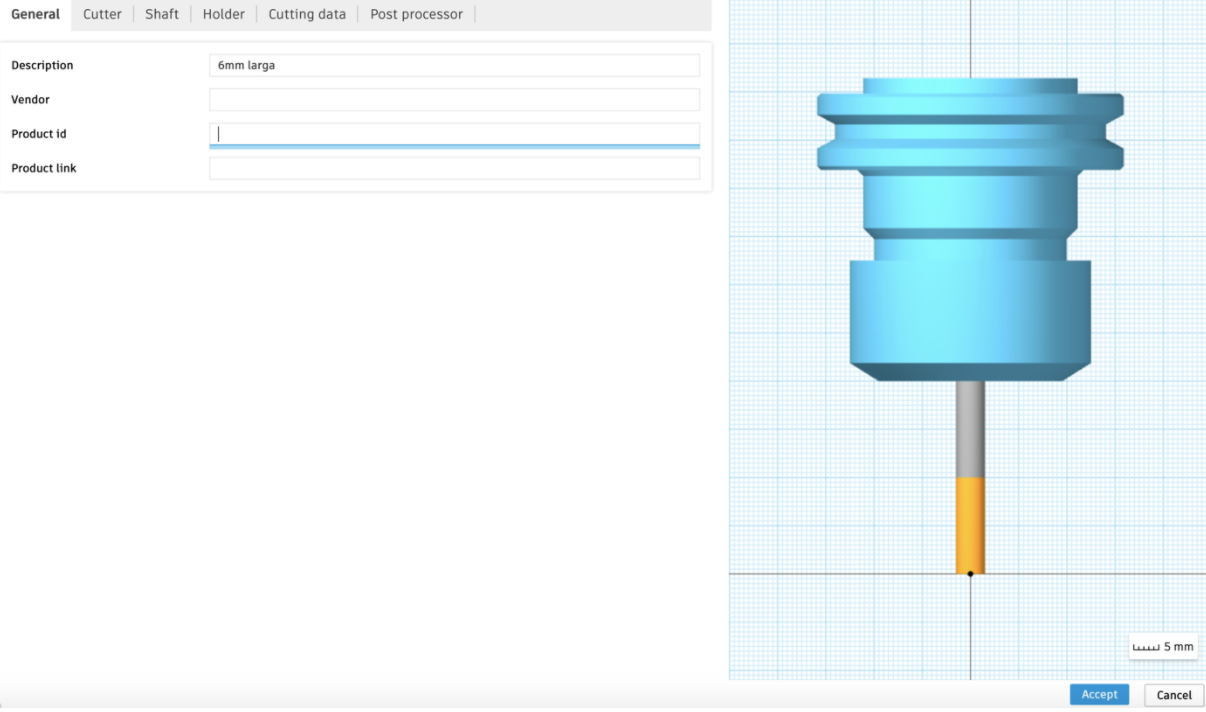 General Cutter Shaft Holder Cutting data Post processor
Description 6mm larga
Vendor
Product id
Product link
5 mm
Accept Cancel